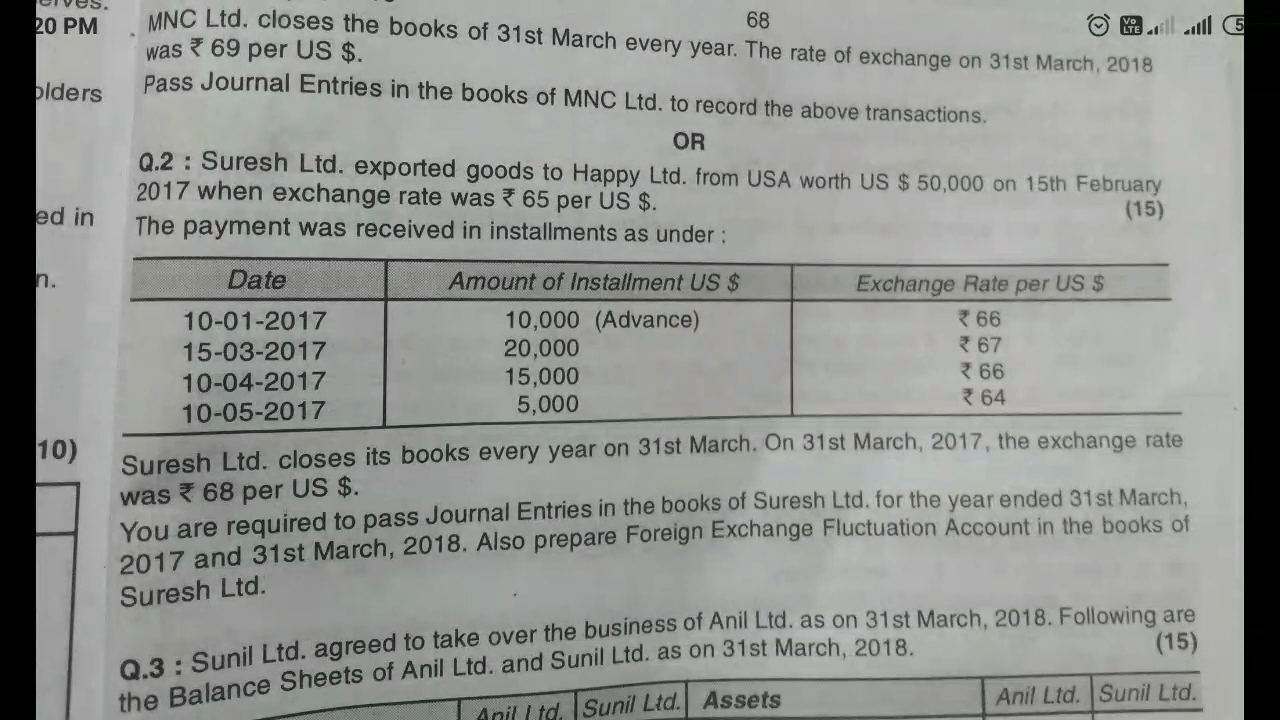 erves.
20 PM
68
MNC Ltd. closes the books of 31st March every year. The rate of exchange on 31st March, 2018
was ₹ 69 per US $.
olders
Pass Journal Entries in the books of MNC Ltd. to record the above transactions.
OR
Q.2 : Suresh Ltd. exported goods to Happy Ltd. from USA worth US $ 50,000 on 15th February
2017 when exchange rate was ₹ 65 per US $.
(15)
ed in
The payment was received in installments as under :
n.
Date Amount of Installment US $ Exchange Rate per US $
10-01-2017 10,000 (Advance) ₹ 66
15-03-2017 20,000 ₹ 67
10-04-2017 15,000 ₹ 66
10-05-2017 5,000 ₹ 64
10)
Suresh Ltd. closes its books every year on 31st March. On 31st March, 2017, the exchange rate
was ₹ 68 per US $.
You are required to pass Journal Entries in the books of Suresh Ltd. for the year ended 31st March,
2017 and 31st March, 2018. Also prepare Foreign Exchange Fluctuation Account in the books of
Suresh Ltd.
Q.3 : Sunil Ltd. agreed to take over the business of Anil Ltd. as on 31st March, 2018. Following are
the Balance Sheets of Anil Ltd. and Sunil Ltd. as on 31st March, 2018.
(15)
Anil Ltd. Sunil Ltd. Assets Anil Ltd. Sunil Ltd.